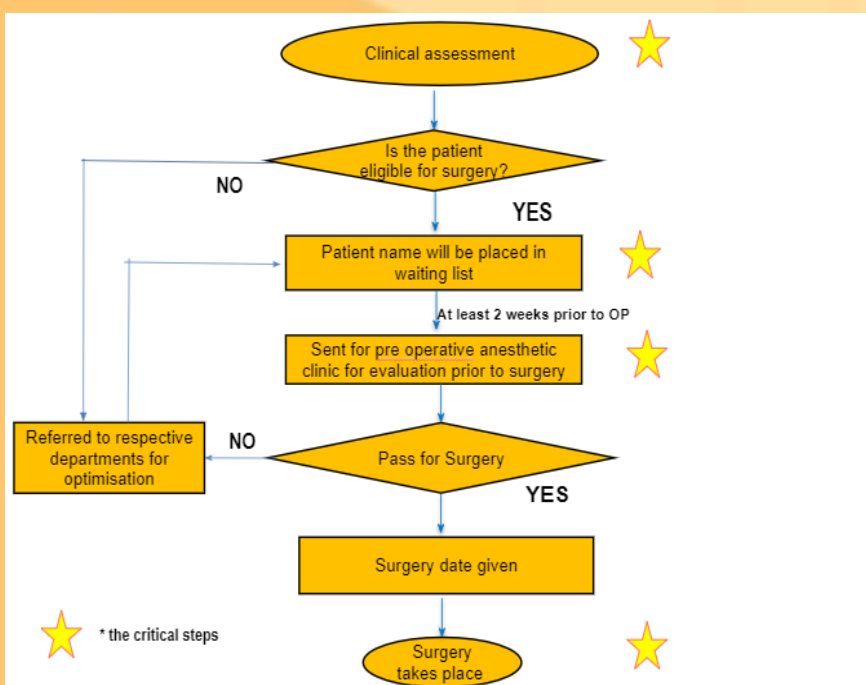 Clinical assessment
Is the patient
eligible for surgery?
NO
YES
Patient name will be placed in
waiting list
At least 2 weeks prior to OP
Sent for pre operative anesthetic
clinic for evaluation prior to surgery
Referred to respective
departments for
optimisation
NO
Pass for Surgery
YES
Surgery date given
* the critical steps
Surgery
takes place